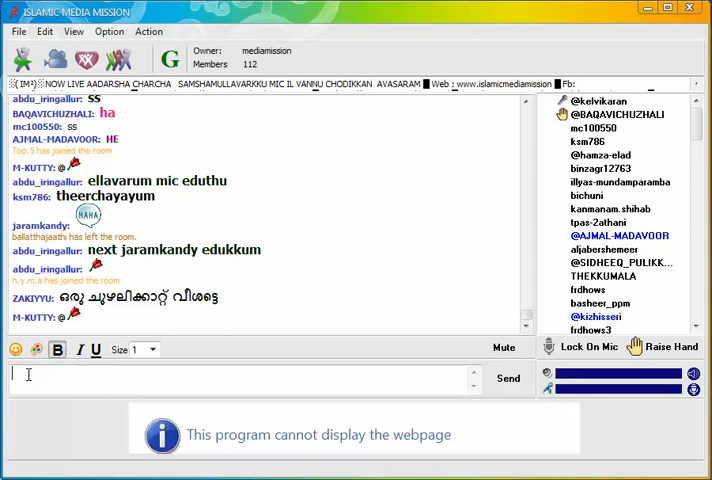 ISLAMIC MEDIA MISSION
File Edit View Option Action
G
Owner: mediamission
Members 112
░( IM²)░NOW LIVE AADARSHA CHARCHA SAMSHAMULLAVARKKU MIC IL VANNU CHODIKKAN AVASARAM █ Web : www.islamicmediamission █ Fb:
abdu_iringallur: ss
BAQAVICHUZHALI: ha
mc100550: ss
AJMAL-MADAVOOR: HE
Top. 5 has joined the room
M-KUTTY: @
abdu_iringallur: ellavarum mic eduthu
ksm786: theerchayayum
HAHA
jaramkandy:
ballatthajaathi has left the room.
abdu_iringallur: next jaramkandy edukkum
abdu_iringallur:
h.y.m.a has joined the room
ZAKIYYU: ഒരു ചുഴലിക്കാറ്റ് വീശട്ടെ
M-KUTTY: @
@kelvikaran
@BAQAVICHUZHALI
mc100550
ksm786
@hamza-elad
binzagr12763
illyas-mundamparamba
bichuni
kanmanam.shihab
tpas-2athani
@AJMAL-MADAVOOR
aljabershemeer
@SIDHEEQ_PULIKK...
THEKKUMALA
frdhows
basheer_ppm
@kizhisseri
frdhows3
B I U Size 1 Mute
Lock On Mic Raise Hand
Send
This program cannot display the webpage